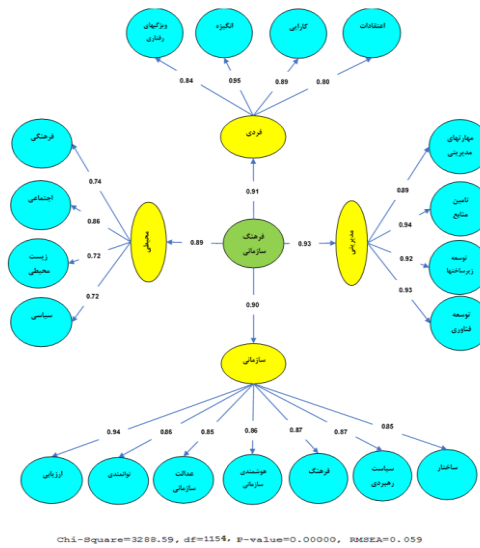 ویژگیهای
رفتاری
انگیزه
کارایی
اعتقادات
0.84
0.95
0.89
0.80
فردی
فرهنگی
اجتماعی
زیست
محیطی
سیاسی
0.74
0.86
0.72
0.72
محیطی
0.89
0.91
فرهنگ
سازمانی
0.93
0.90
مدیریتی
0.89
0.94
0.92
0.93
مهارتهای
مدیریتی
تامین
منابع
توسعه
زیرساختها
توسعه
فناوری
سازمانی
0.94
0.86
0.85
0.86
0.87
0.87
0.85
ارزیابی
توانمندی
عدالت
سازمانی
هوشمندی
سازمانی
فرهنگ
سیاست
رهبردی
ساختار
Chi-Square=3288.59, df=1154, P-value=0.00000, RMSEA=0.059